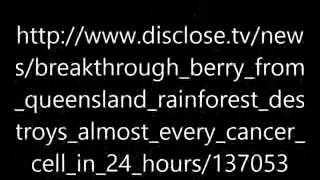 http://www.disclose.tv/new
s/breakthrough_berry_from
_queensland_rainforest_des
troys_almost_every_cancer_
cell_in_24_hours/137053